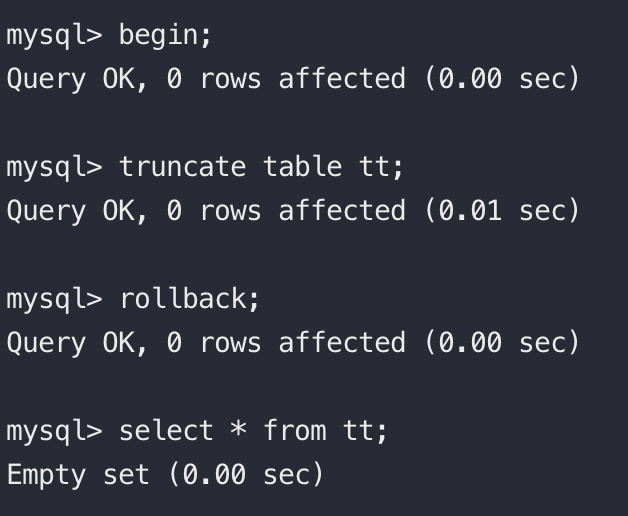 mysql> begin;
Query OK, 0 rows affected (0.00 sec)
mysql> truncate table tt;
Query OK, 0 rows affected (0.01 sec)
mysql> rollback;
Query OK, 0 rows affected (0.00 sec)
mysql> select * from tt;
Empty set (0.00 sec)